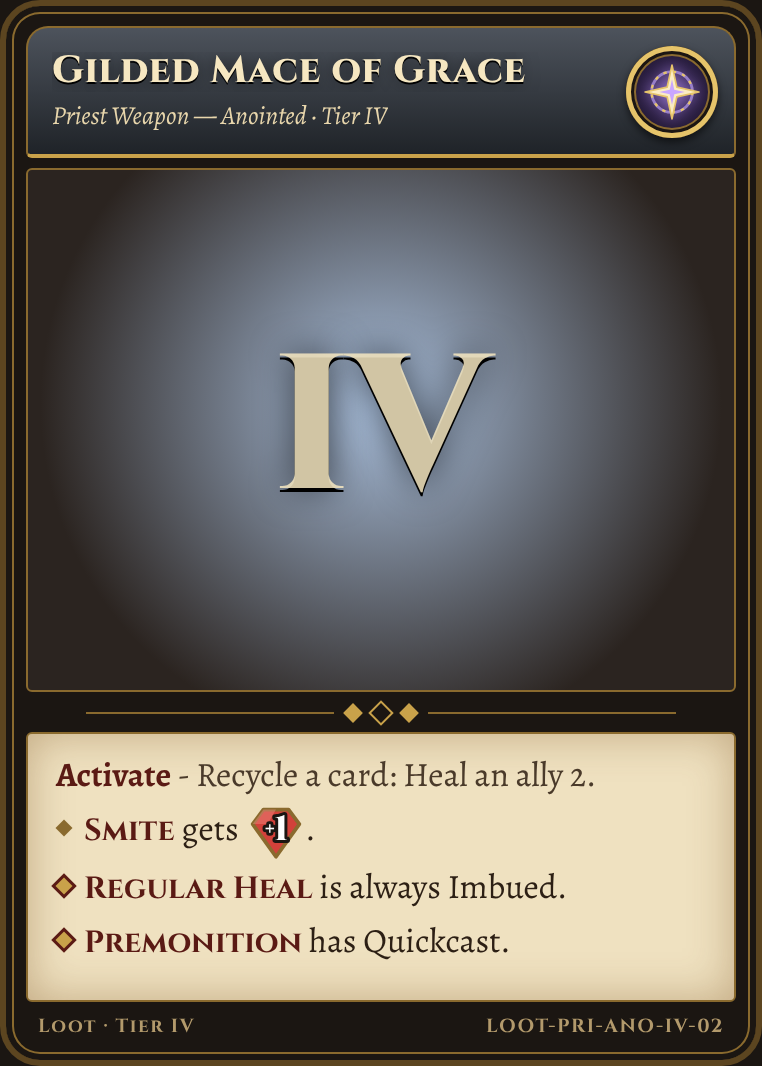 Gilded Mace of Grace
Priest Weapon — Anointed · Tier IV
IV
Activate - Recycle a card: Heal an ally 2.
Smite gets +1.
Regular Heal is always Imbued.
Premonition has Quickcast.
Loot · Tier IV
LOOT-PRI-ANO-IV-02